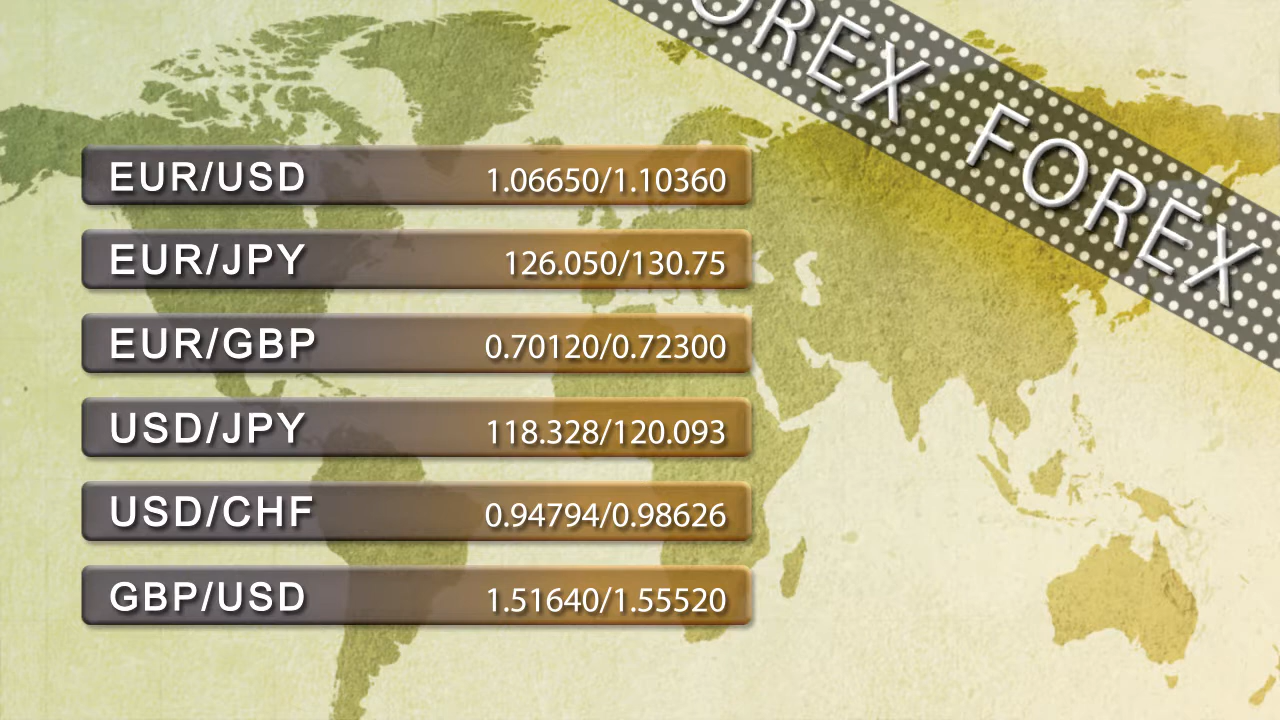 OREX FOREX
EUR/USD 1.06650/1.10360
EUR/JPY 126.050/130.75
EUR/GBP 0.70120/0.72300
USD/JPY 118.328/120.093
USD/CHF 0.94794/0.98626
GBP/USD 1.51640/1.55520